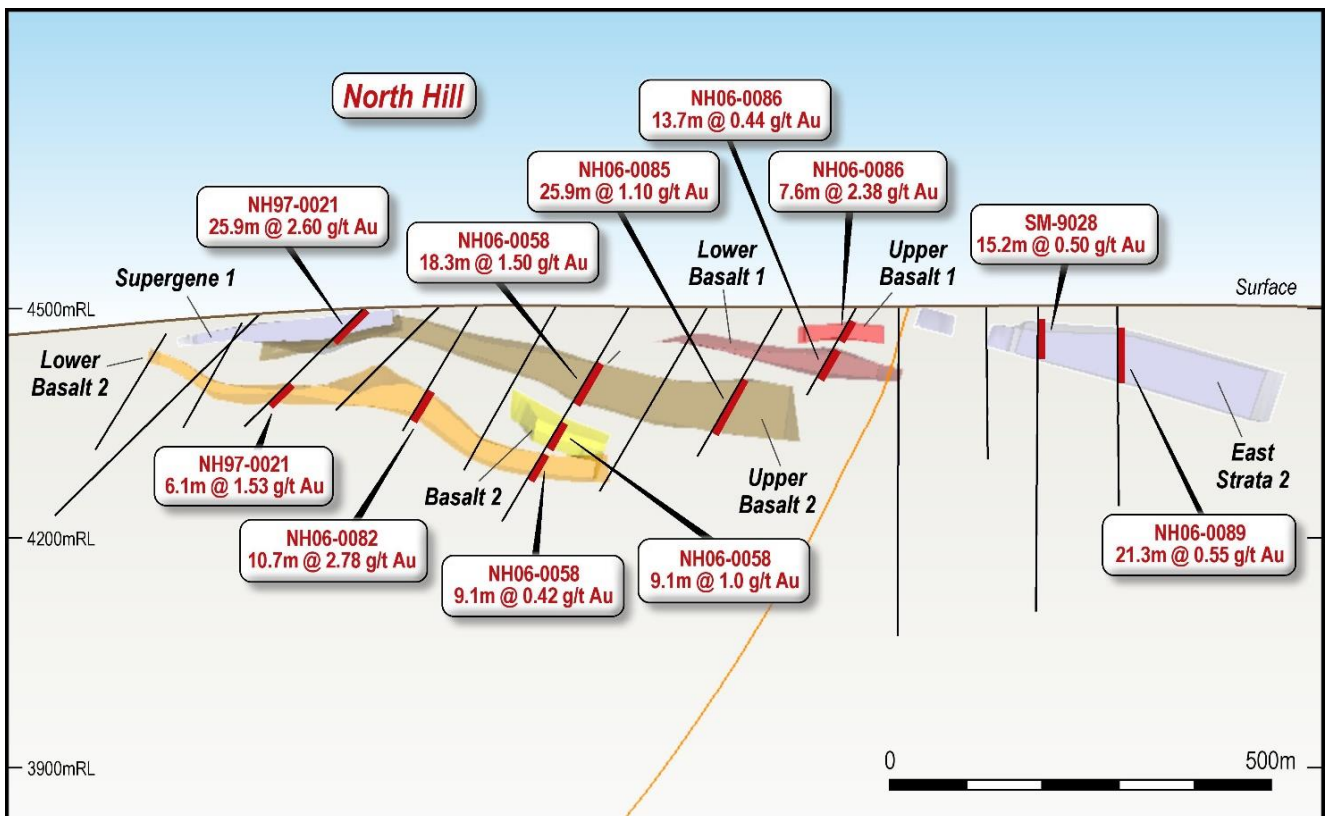 North Hill
NH06-0086
13.7m @ 0.44 g/t Au
NH06-0085
25.9m @ 1.10 g/t Au
NH06-0086
7.6m @ 2.38 g/t Au
NH97-0021
25.9m @ 2.60 g/t Au
NH06-0058
18.3m @ 1.50 g/t Au
SM-9028
15.2m @ 0.50 g/t Au
Lower
Basalt 1
Upper
Basalt 1
Supergene 1
Surface
4500mRL
Lower
Basalt 2
NH97-0021
6.1m @ 1.53 g/t Au
Basalt 2
Upper
Basalt 2
East
Strata 2
4200mRL
NH06-0082
10.7m @ 2.78 g/t Au
NH06-0058
9.1m @ 0.42 g/t Au
NH06-0058
9.1m @ 1.0 g/t Au
NH06-0089
21.3m @ 0.55 g/t Au
3900mRL
0
500m